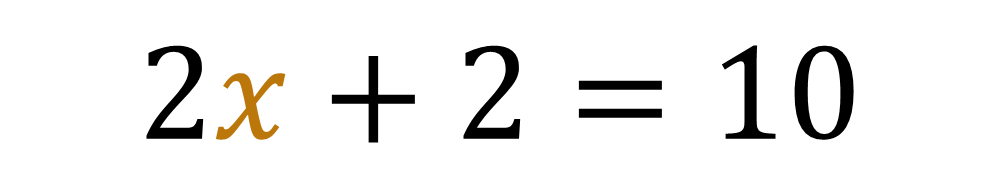 2x + 2 = 10